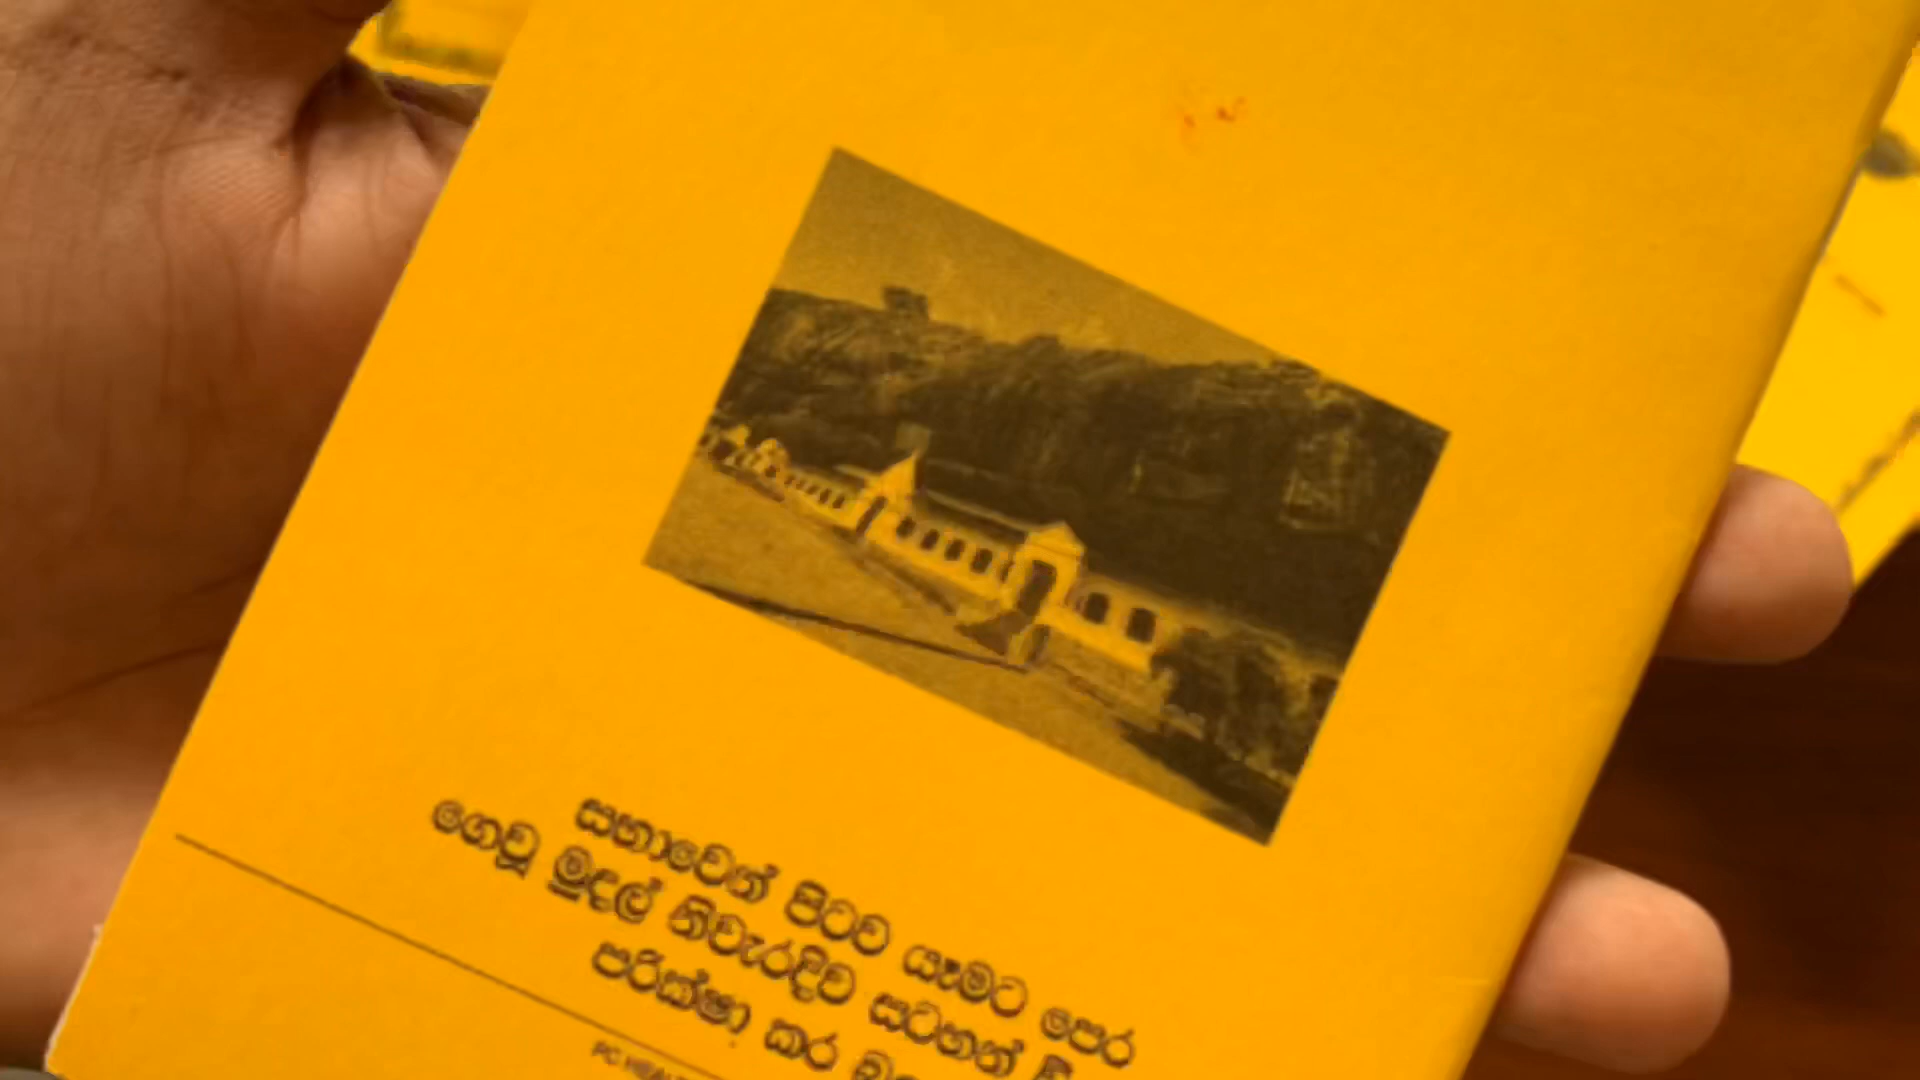 සභාවෙන් පිටව යෑමට පෙර
ගෙවූ මුදල් නිවැරදිව සටහන්
පරික්ෂා කර